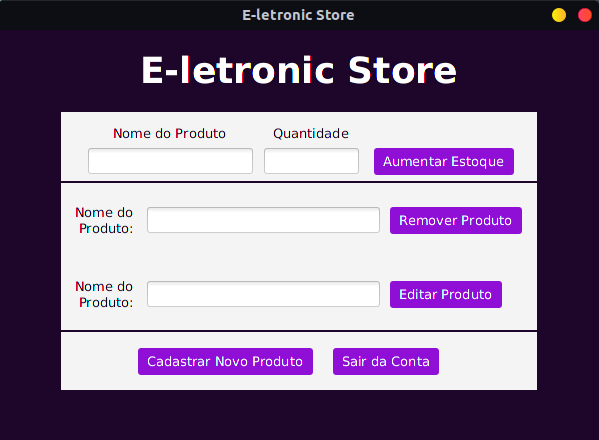 E-letronic Store
E-letronic Store
Nome do Produto
Quantidade
Aumentar Estoque
Nome do
Produto:
Remover Produto
Nome do
Produto:
Editar Produto
Cadastrar Novo Produto
Sair da Conta